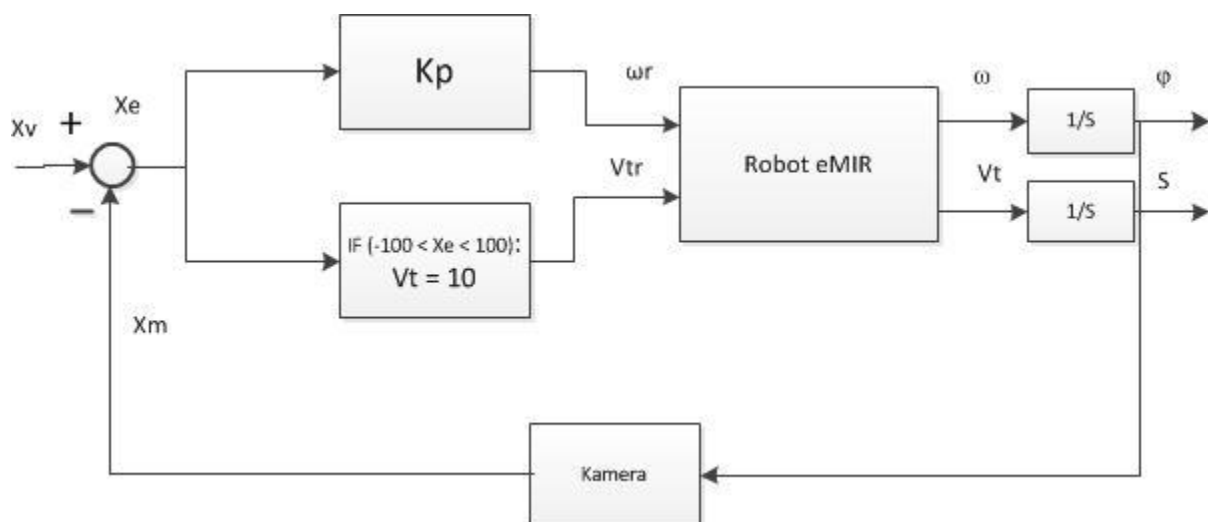 Kp
ωr
ω
φ
Xe
Xv
+
1/S
Robot eMIR
Vtr
Vt
S
−
1/S
IF (-100 < Xe < 100):
Vt = 10
Xm
Kamera